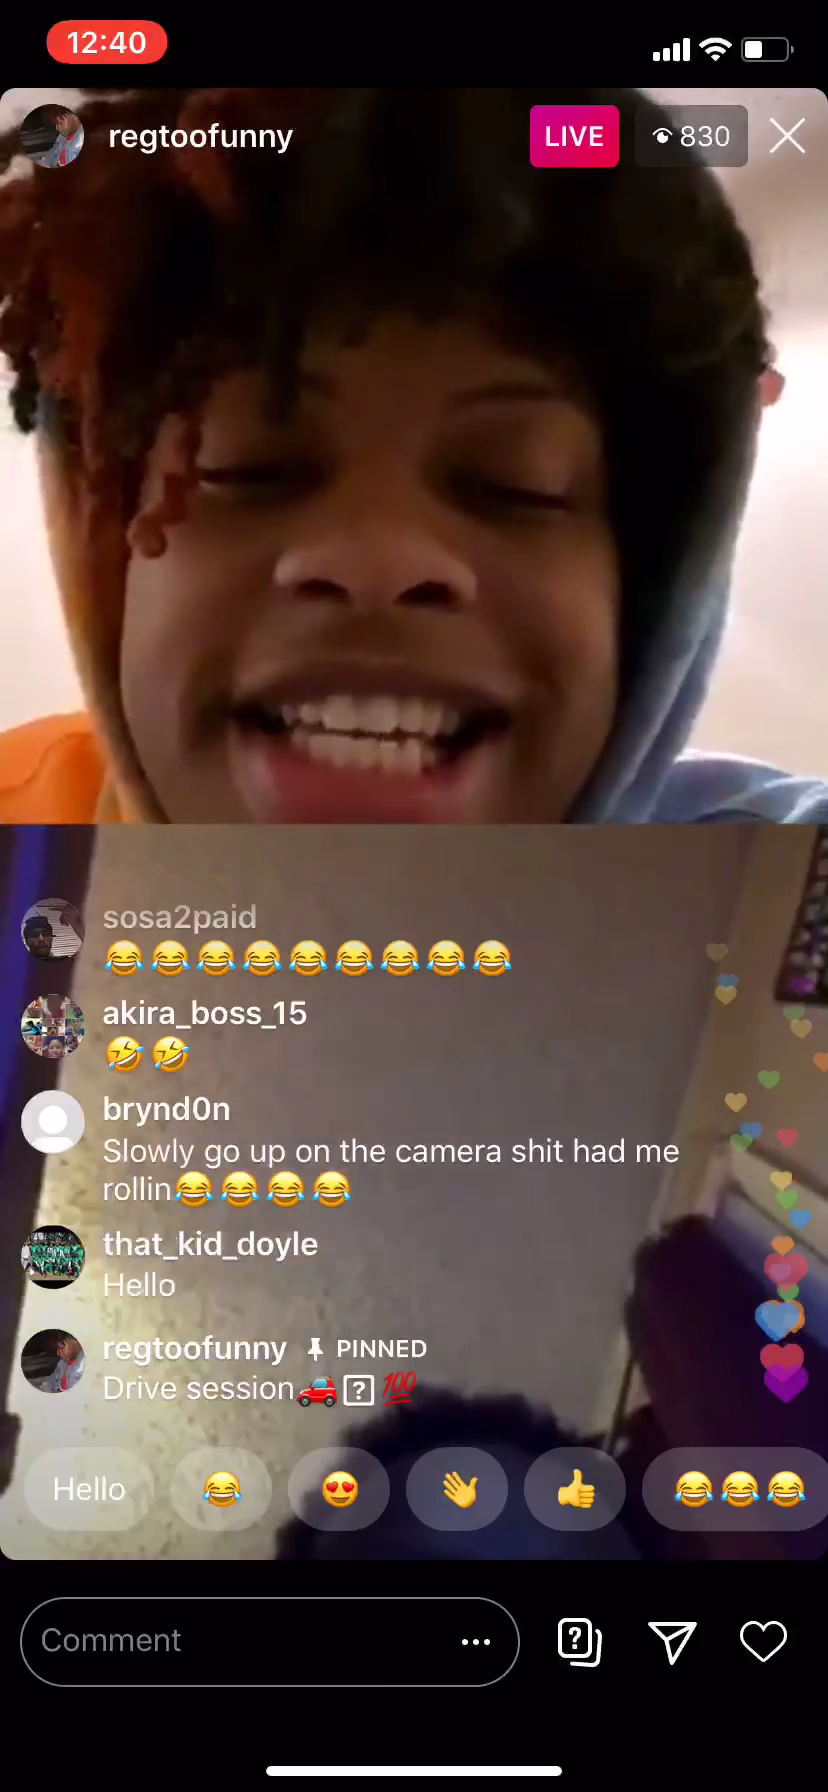 12:40
regtoofunny
LIVE
830
sosa2paid
😂😂😂😂😂😂😂😂😂
akira_boss_15
🤣🤣
brynd0n
Slowly go up on the camera shit had me
rollin😂😂😂😂
that_kid_doyle
Hello
regtoofunny PINNED
Drive session🚗⍰💯
Hello 😂 😍 👋 👍 😂😂😂
Comment